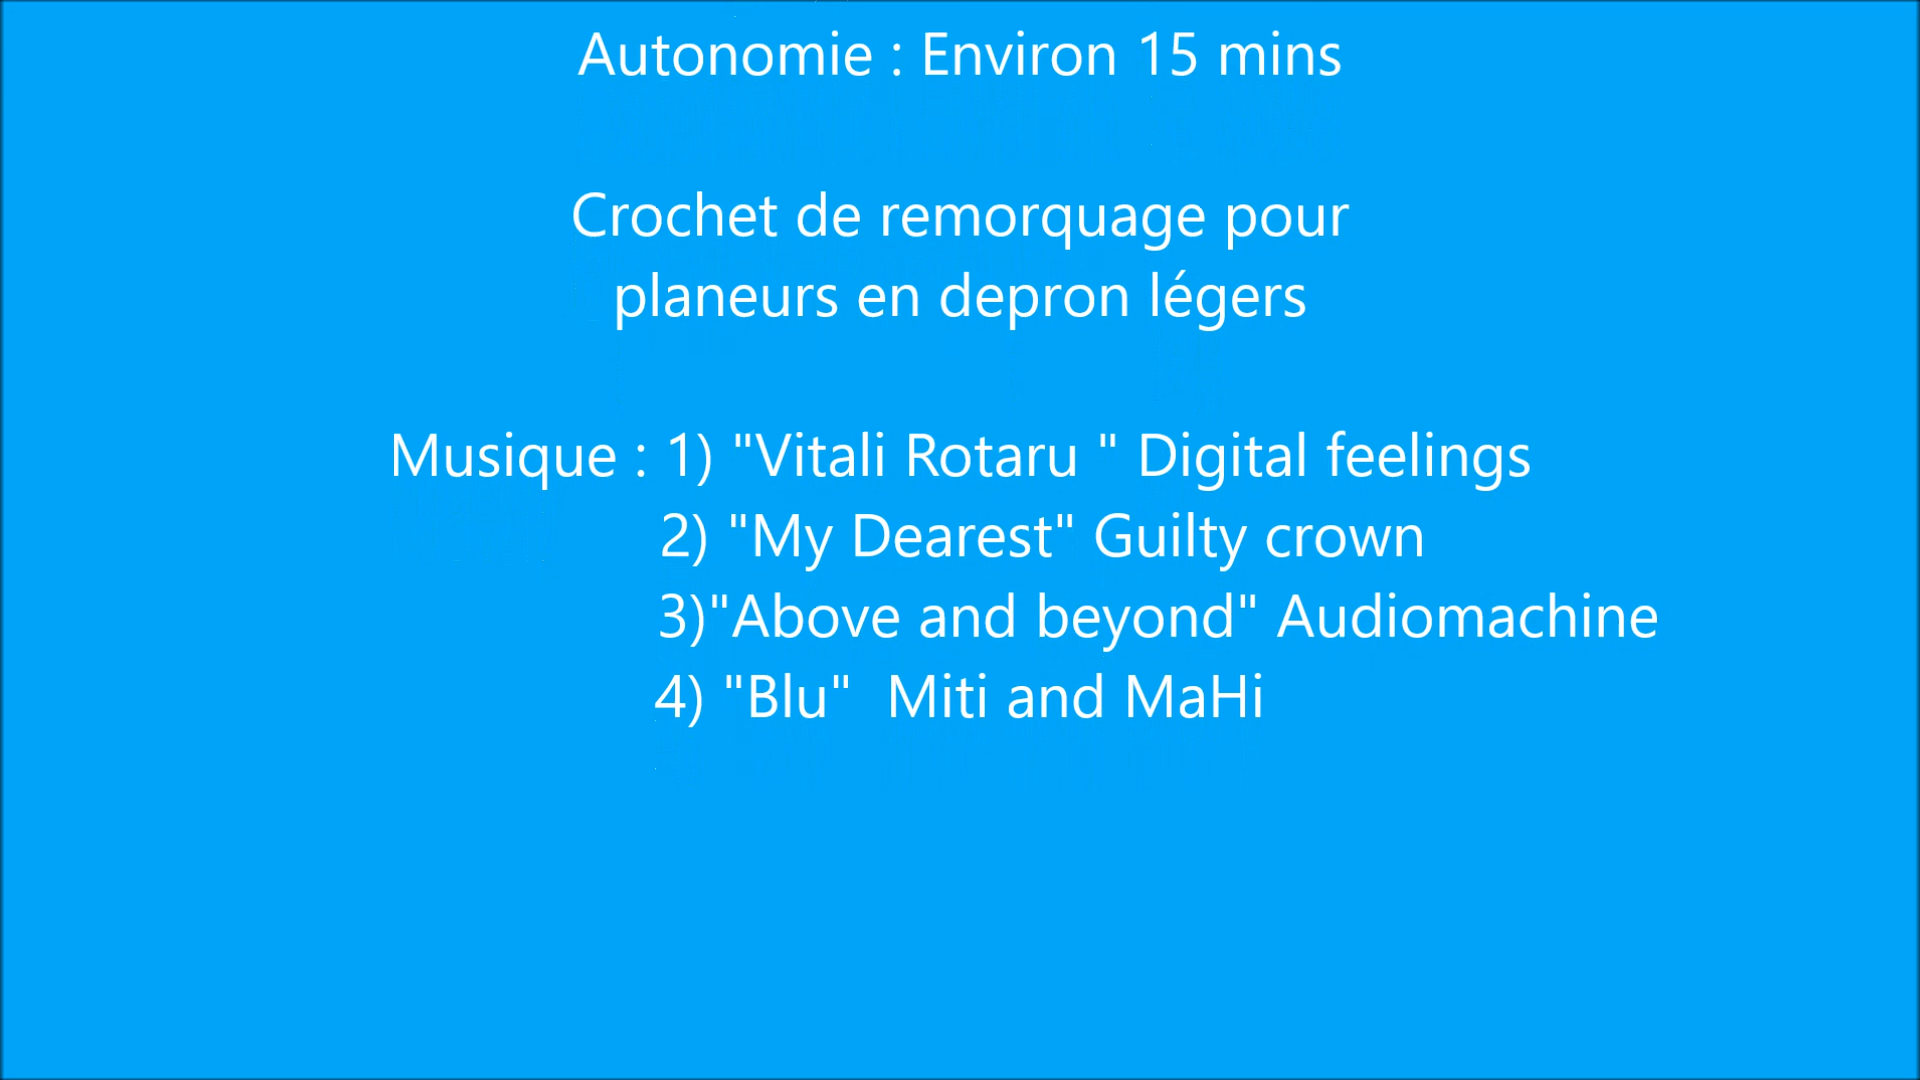 Autonomie : Environ 15 mins
Crochet de remorquage pour
planeurs en depron légers
Musique : 1) "Vitali Rotaru " Digital feelings
2) "My Dearest" Guilty crown
3)"Above and beyond" Audiomachine
4) "Blu"  Miti and MaHi